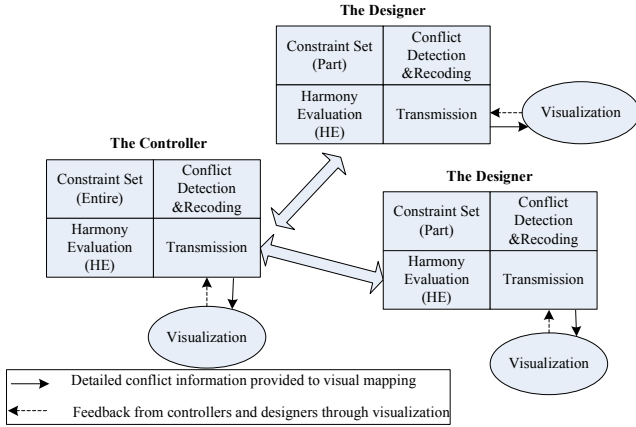 The Designer
Constraint Set
(Part)
Conflict
Detection
&Recoding
Harmony
Evaluation
(HE)
Transmission
Visualization
The Controller
Constraint Set
(Entire)
Conflict
Detection
&Recoding
Harmony
Evaluation
(HE)
Transmission
Visualization
The Designer
Constraint Set
(Part)
Conflict
Detection
&Recoding
Harmony
Evaluation
(HE)
Transmission
Visualization
Detailed conflict information provided to visual mapping
Feedback from controllers and designers through visualization